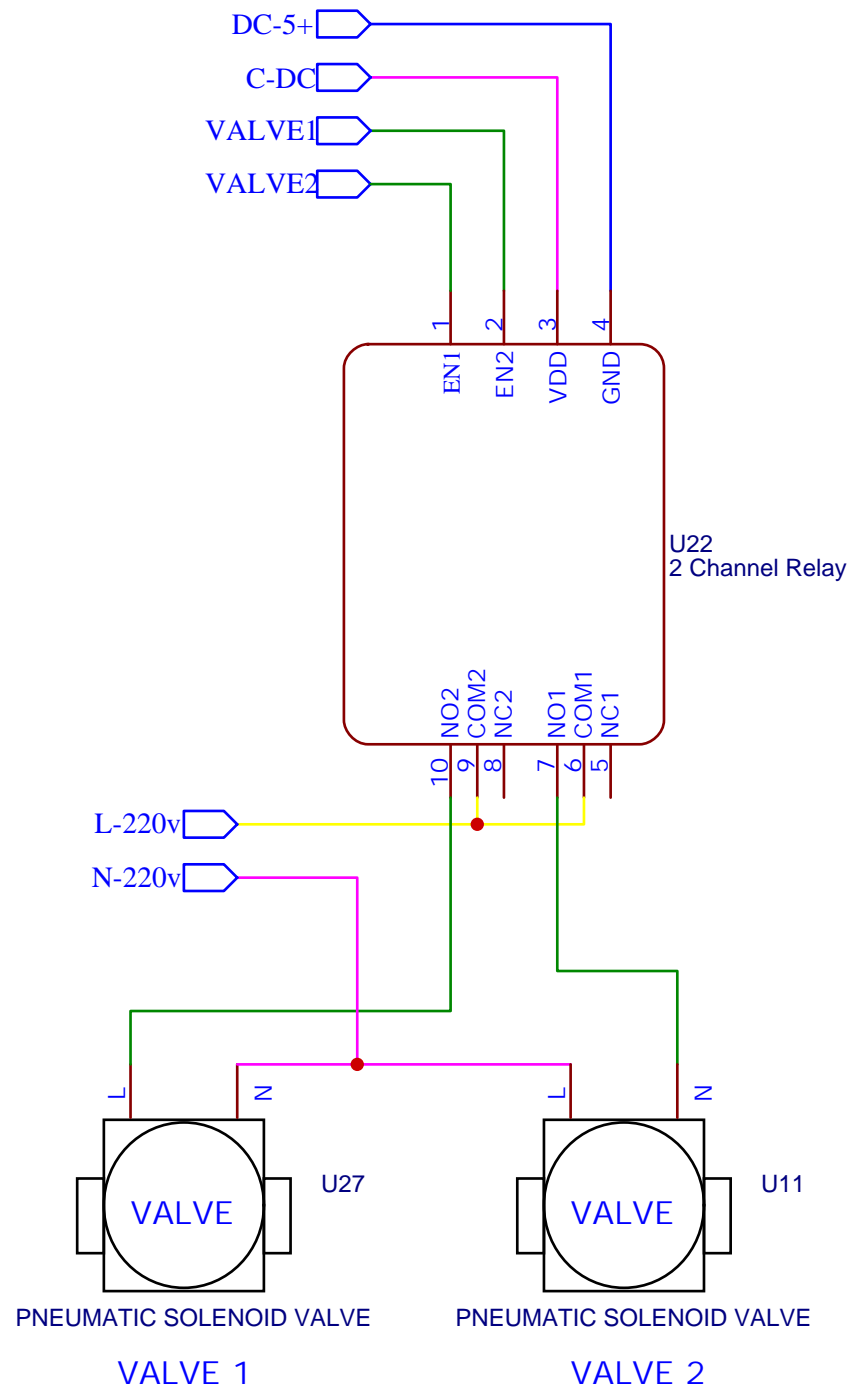 DC-5+
C-DC
VALVE1
VALVE2
1 2 3 4
EN1 EN2 VDD GND
U22
2 Channel Relay
NO2 COM2 NC2 NO1 COM1 NC1
10 9 8 7 6 5
L-220v
N-220v
L N L N
U27 U11
VALVE VALVE
PNEUMATIC SOLENOID VALVE PNEUMATIC SOLENOID VALVE
VALVE 1 VALVE 2